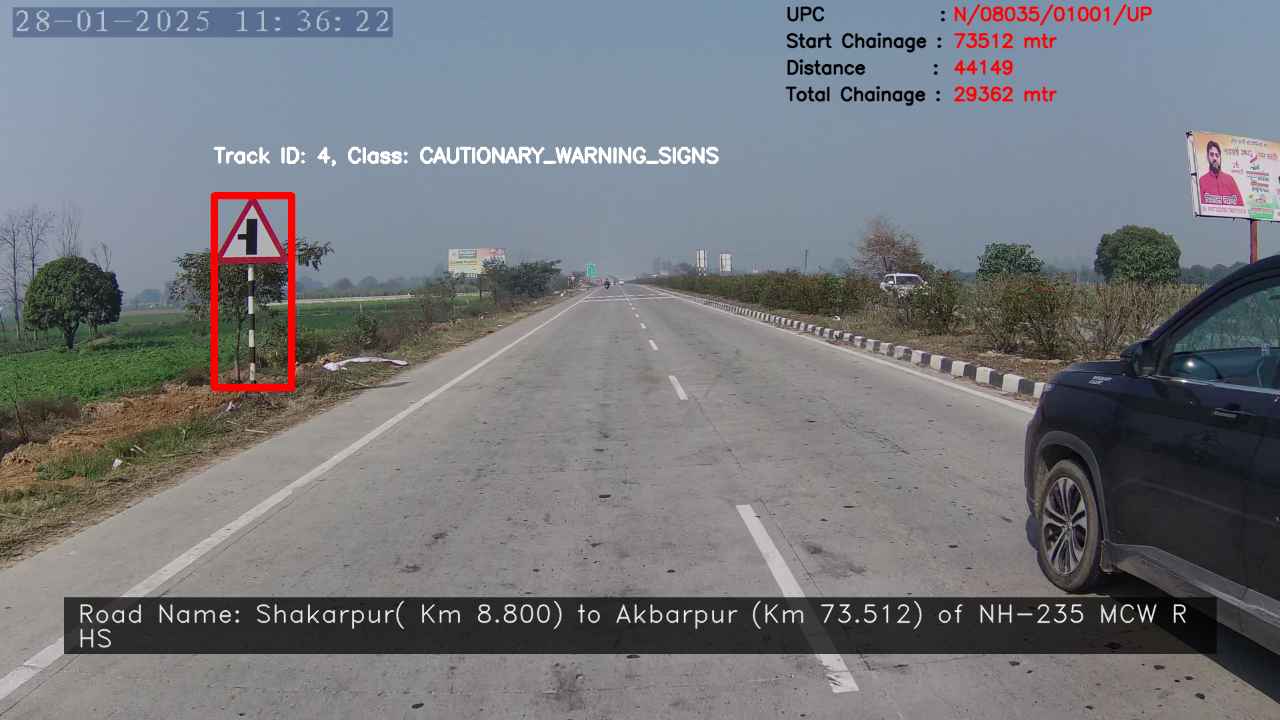 28-01-2025 11:36:22
UPC : N/08035/01001/UP
Start Chainage : 73512 mtr
Distance : 44149
Total Chainage : 29362 mtr
Track ID: 4, Class: CAUTIONARY_WARNING_SIGNS
Road Name: Shakarpur( Km 8.800) to Akbarpur (Km 73.512) of NH-235 MCW R
HS